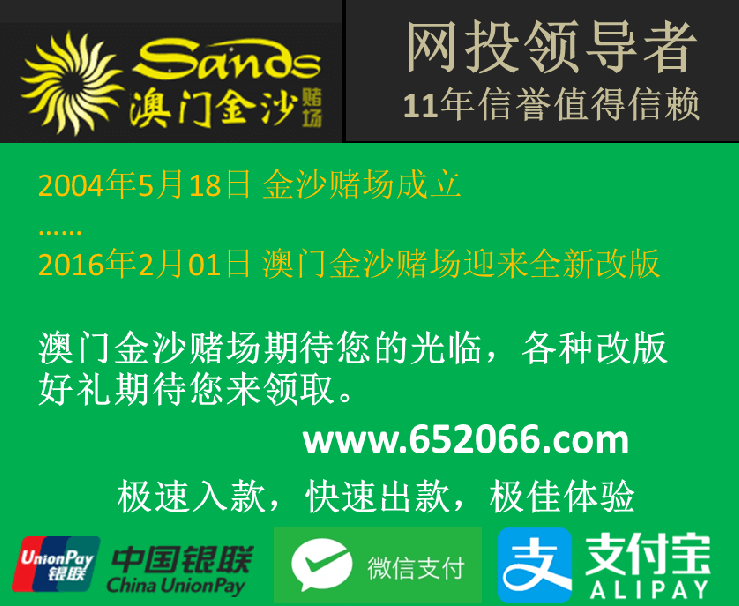 Sands
澳门金沙赌场
网投领导者
11年信誉值得信赖
2004年5月18日 金沙赌场成立
......
2016年2月01日 澳门金沙赌场迎来全新改版
澳门金沙赌场期待您的光临，各种改版
好礼期待您来领取。
www.652066.com
极速入款，快速出款，极佳体验
UnionPay
银联
中国银联
China UnionPay
微信支付
支
支付宝
ALIPAY